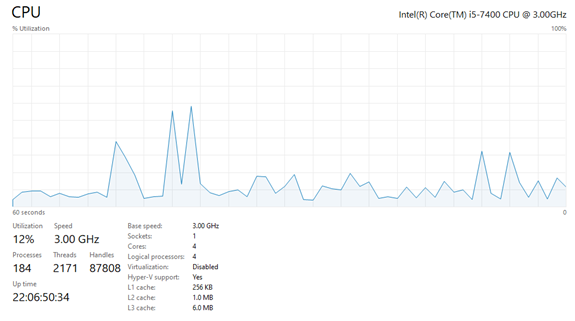 CPU
Intel(R) Core(TM) i5-7400 CPU @ 3.00GHz
% Utilization
100%
60 seconds
0
Utilization
Speed
12%
3.00 GHz
Processes
Threads
Handles
184
2171
87808
Up time
22:06:50:34
Base speed: 3.00 GHz
Sockets: 1
Cores: 4
Logical processors: 4
Virtualization: Disabled
Hyper-V support: Yes
L1 cache: 256 KB
L2 cache: 1.0 MB
L3 cache: 6.0 MB